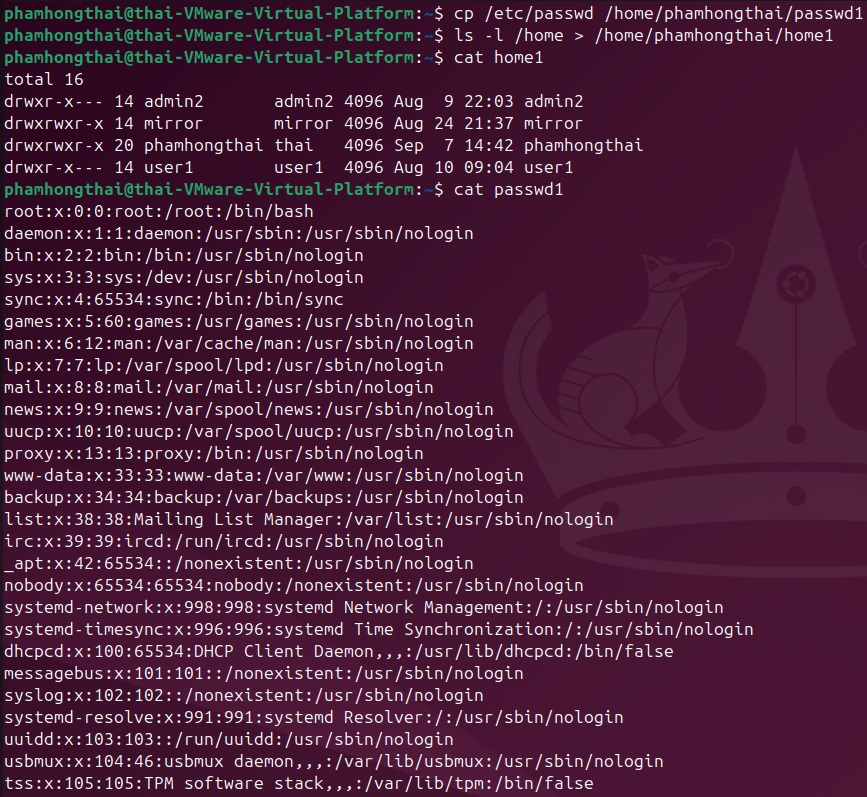 phamhongthai@thai-VMware-Virtual-Platform:~$ cp /etc/passwd /home/phamhongthai/passwd1
phamhongthai@thai-VMware-Virtual-Platform:~$ ls -l /home > /home/phamhongthai/home1
phamhongthai@thai-VMware-Virtual-Platform:~$ cat home1
total 16
drwxr-x--- 14 admin2       admin2 4096 Aug  9 22:03 admin2
drwxrwxr-x 14 mirror       mirror 4096 Aug 24 21:37 mirror
drwxrwxr-x 20 phamhongthai thai   4096 Sep  7 14:42 phamhongthai
drwxr-x--- 14 user1        user1  4096 Aug 10 09:04 user1
phamhongthai@thai-VMware-Virtual-Platform:~$ cat passwd1
root:x:0:0:root:/root:/bin/bash
daemon:x:1:1:daemon:/usr/sbin:/usr/sbin/nologin
bin:x:2:2:bin:/bin:/usr/sbin/nologin
sys:x:3:3:sys:/dev:/usr/sbin/nologin
sync:x:4:65534:sync:/bin:/bin/sync
games:x:5:60:games:/usr/games:/usr/sbin/nologin
man:x:6:12:man:/var/cache/man:/usr/sbin/nologin
lp:x:7:7:lp:/var/spool/lpd:/usr/sbin/nologin
mail:x:8:8:mail:/var/mail:/usr/sbin/nologin
news:x:9:9:news:/var/spool/news:/usr/sbin/nologin
uucp:x:10:10:uucp:/var/spool/uucp:/usr/sbin/nologin
proxy:x:13:13:proxy:/bin:/usr/sbin/nologin
www-data:x:33:33:www-data:/var/www:/usr/sbin/nologin
backup:x:34:34:backup:/var/backups:/usr/sbin/nologin
list:x:38:38:Mailing List Manager:/var/list:/usr/sbin/nologin
irc:x:39:39:ircd:/run/ircd:/usr/sbin/nologin
_apt:x:42:65534::/nonexistent:/usr/sbin/nologin
nobody:x:65534:65534:nobody:/nonexistent:/usr/sbin/nologin
systemd-network:x:998:998:systemd Network Management:/:/usr/sbin/nologin
systemd-timesync:x:996:996:systemd Time Synchronization:/:/usr/sbin/nologin
dhcpcd:x:100:65534:DHCP Client Daemon,,,:/usr/lib/dhcpcd:/bin/false
messagebus:x:101:101::/nonexistent:/usr/sbin/nologin
syslog:x:102:102::/nonexistent:/usr/sbin/nologin
systemd-resolve:x:991:991:systemd Resolver:/:/usr/sbin/nologin
uuidd:x:103:103::/run/uuidd:/usr/sbin/nologin
usbmux:x:104:46:usbmux daemon,,,:/var/lib/usbmux:/usr/sbin/nologin
tss:x:105:105:TPM software stack,,,:/var/lib/tpm:/bin/false